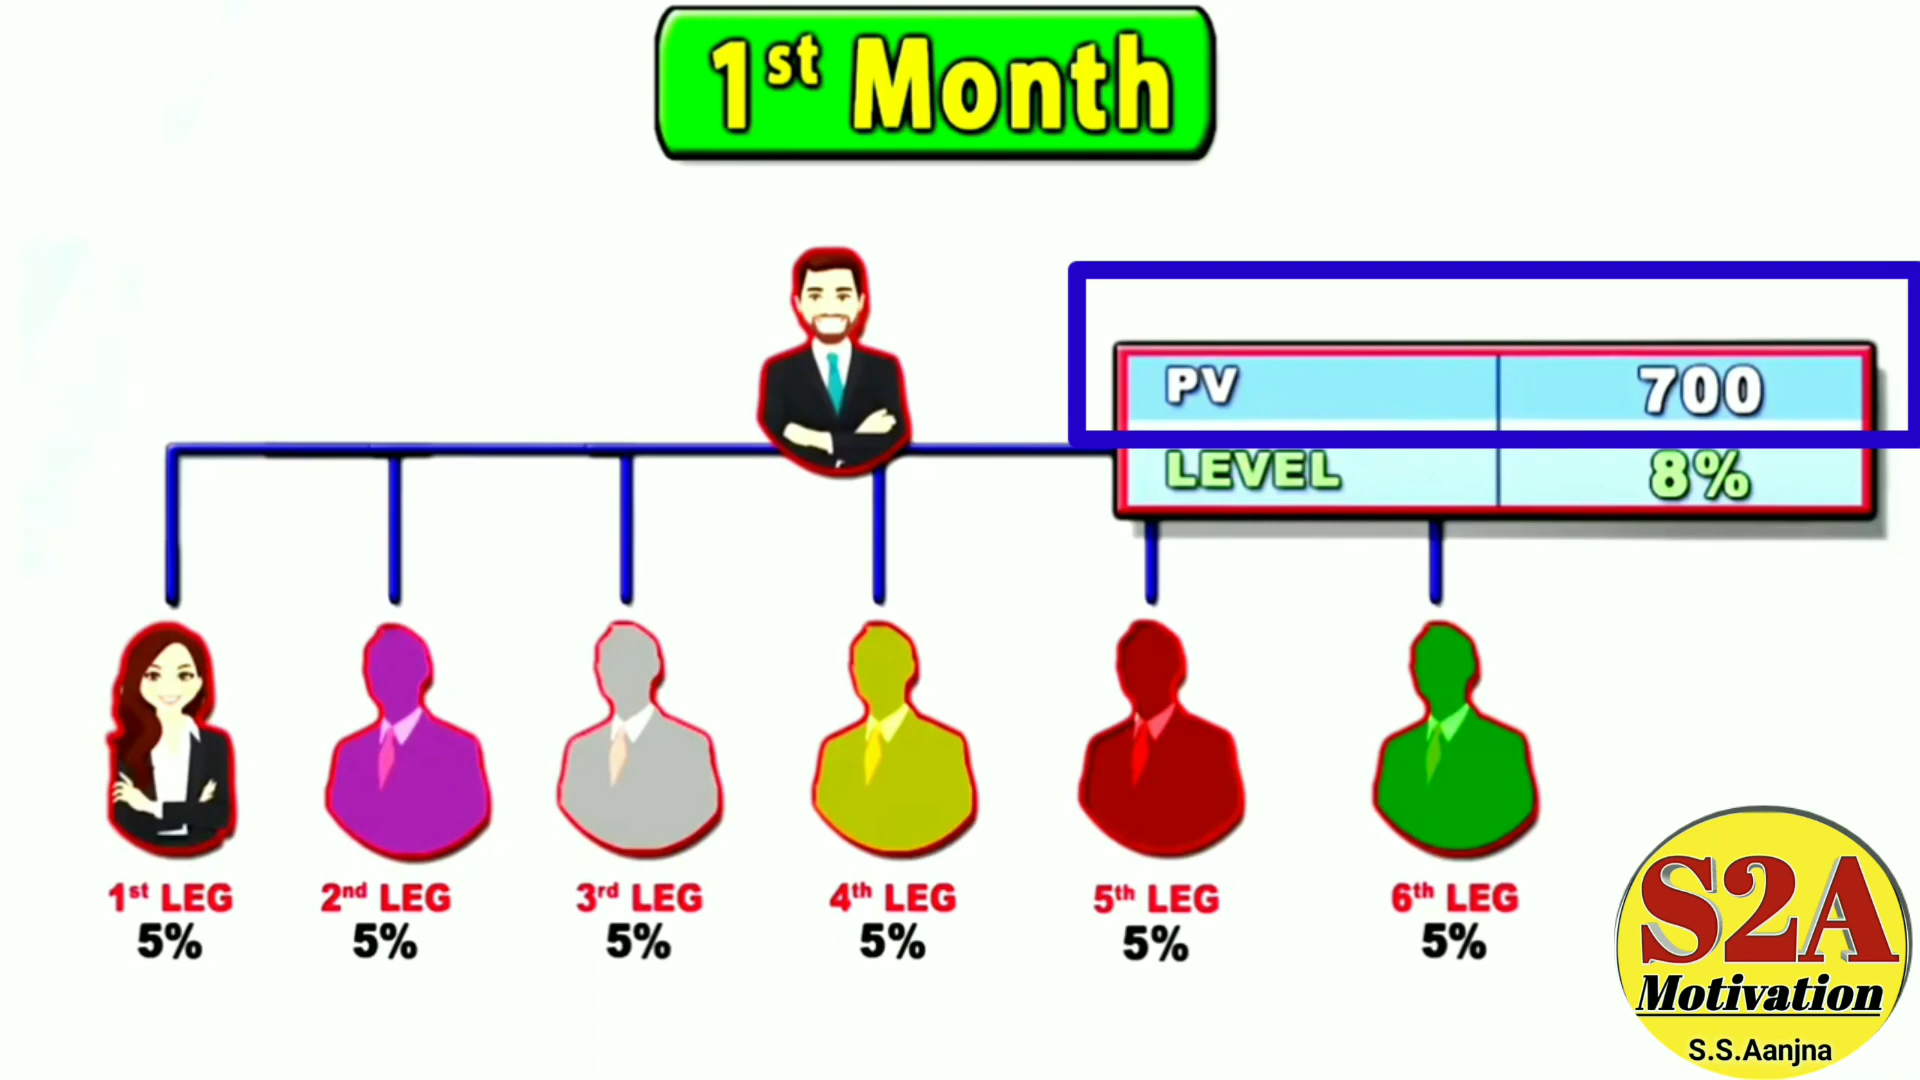 1st Month
PV 700
LEVEL 8%
1st LEG 2nd LEG 3rd LEG 4th LEG 5th LEG 6th LEG
5% 5% 5% 5% 5% 5%
S2A
Motivation
S.S.Aanjna